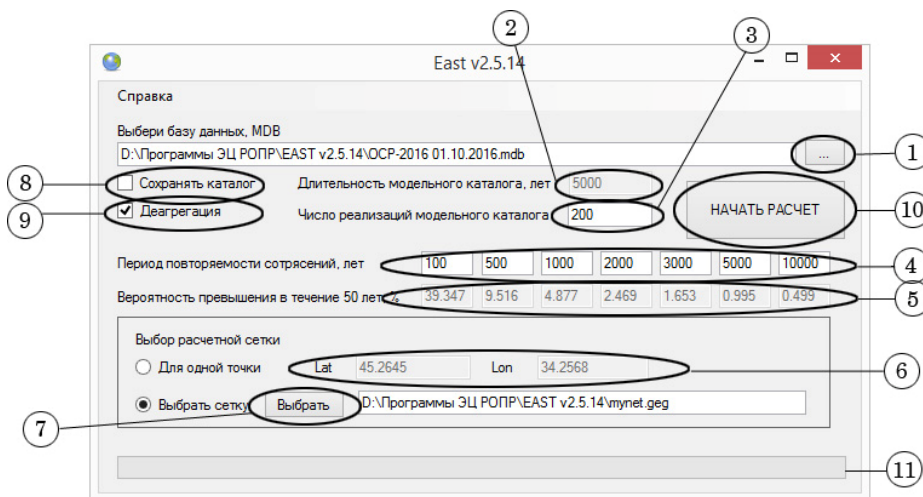 2
3
East v2.5.14
Справка
Выбери базу данных, MDB
D:\Программы ЭЦ РОПР\EAST v2.5.14\ОСР-2016 01.10.2016.mdb
...
1
8
Сохранять каталог
Длительность модельного каталога, лет
5000
9
Деагрегация
Число реализаций модельного каталога
200
НАЧАТЬ РАСЧЕТ
10
Период повторяемости сотрясений, лет
100 500 1000 2000 3000 5000 10000
4
Вероятность превышения в течение 50 лет, %
39.347 9.516 4.877 2.469 1.653 0.995 0.499
5
Выбор расчетной сетки
Для одной точки
Lat 45.2645 Lon 34.2568
6
Выбрать сетку
Выбрать
D:\Программы ЭЦ РОПР\EAST v2.5.14\mynet.geg
7
11